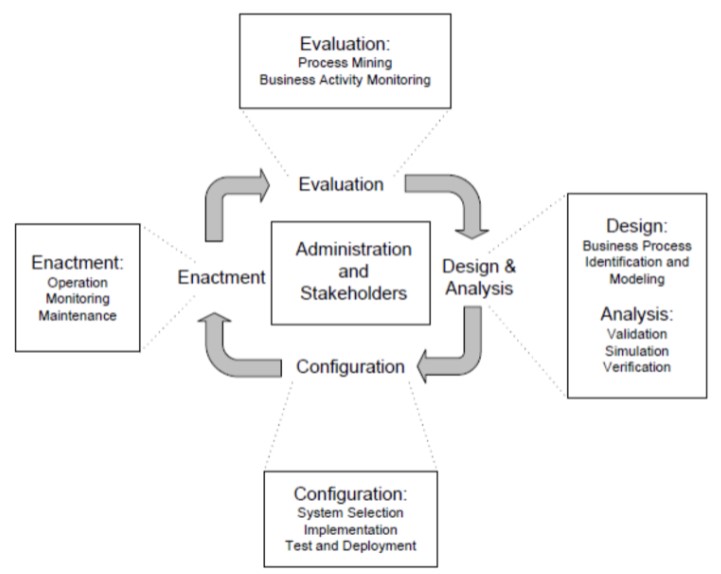 Evaluation:
Process Mining
Business Activity Monitoring
Evaluation
Administration
and
Stakeholders
Design &
Analysis
Design:
Business Process
Identification and
Modeling
Analysis:
Validation
Simulation
Verification
Enactment:
Operation
Monitoring
Maintenance
Enactment
Configuration
Configuration:
System Selection
Implementation
Test and Deployment